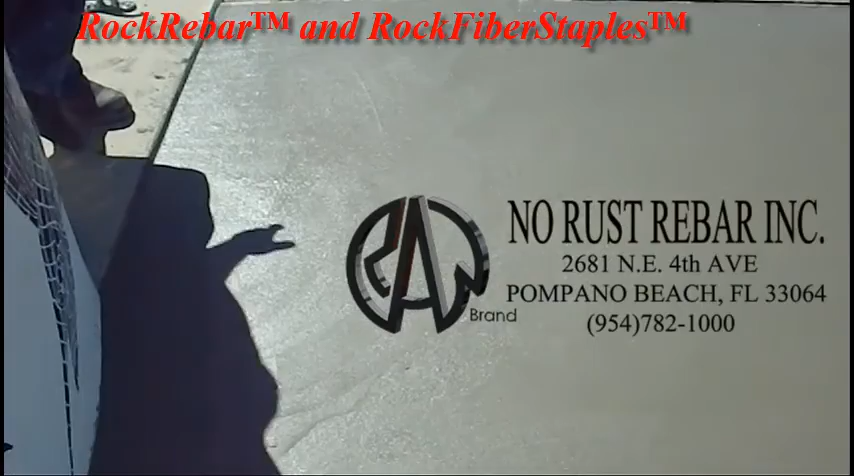 RockRebar™ and RockFiberStaples™
NO RUST REBAR INC.
2681 N.E. 4th AVE
POMPANO BEACH, FL 33064
(954)782-1000
Brand